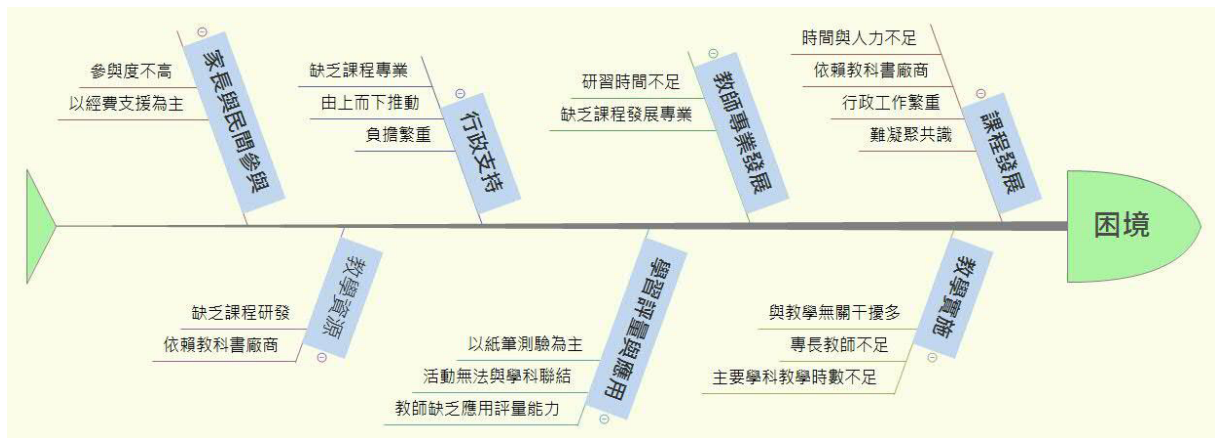 家長與民間參與
參與度不高
以經費支援為主
行政支持
缺乏課程專業
由上而下推動
負擔繁重
教師專業發展
研習時間不足
缺乏課程發展專業
課程發展
時間與人力不足
依賴教科書廠商
行政工作繁重
難凝聚共識
困境
教學資源
缺乏課程研發
依賴教科書廠商
學習評量與應用
以紙筆測驗為主
活動無法與學科聯結
教師缺乏應用評量能力
教學實施
與教學無關干擾多
專長教師不足
主要學科教學時數不足